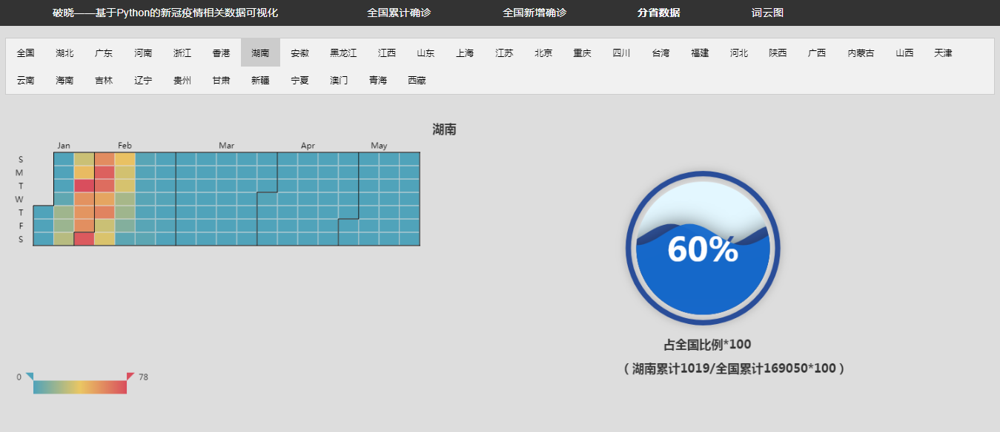 破晓——基于Python的新冠疫情相关数据可视化 全国累计确诊 全国新增确诊 分省数据 词云图
全国 湖北 广东 河南 浙江 香港 湖南 安徽 黑龙江 江西 山东 上海 江苏 北京 重庆 四川 台湾 福建 河北 陕西 广西 内蒙古 山西 天津
云南 海南 吉林 辽宁 贵州 甘肃 新疆 宁夏 澳门 青海 西藏
湖南
Jan Feb Mar Apr May
S
M
T
W
T
F
S
60%
占全国比例*100
（湖南累计1019/全国累计169050*100）
0 78